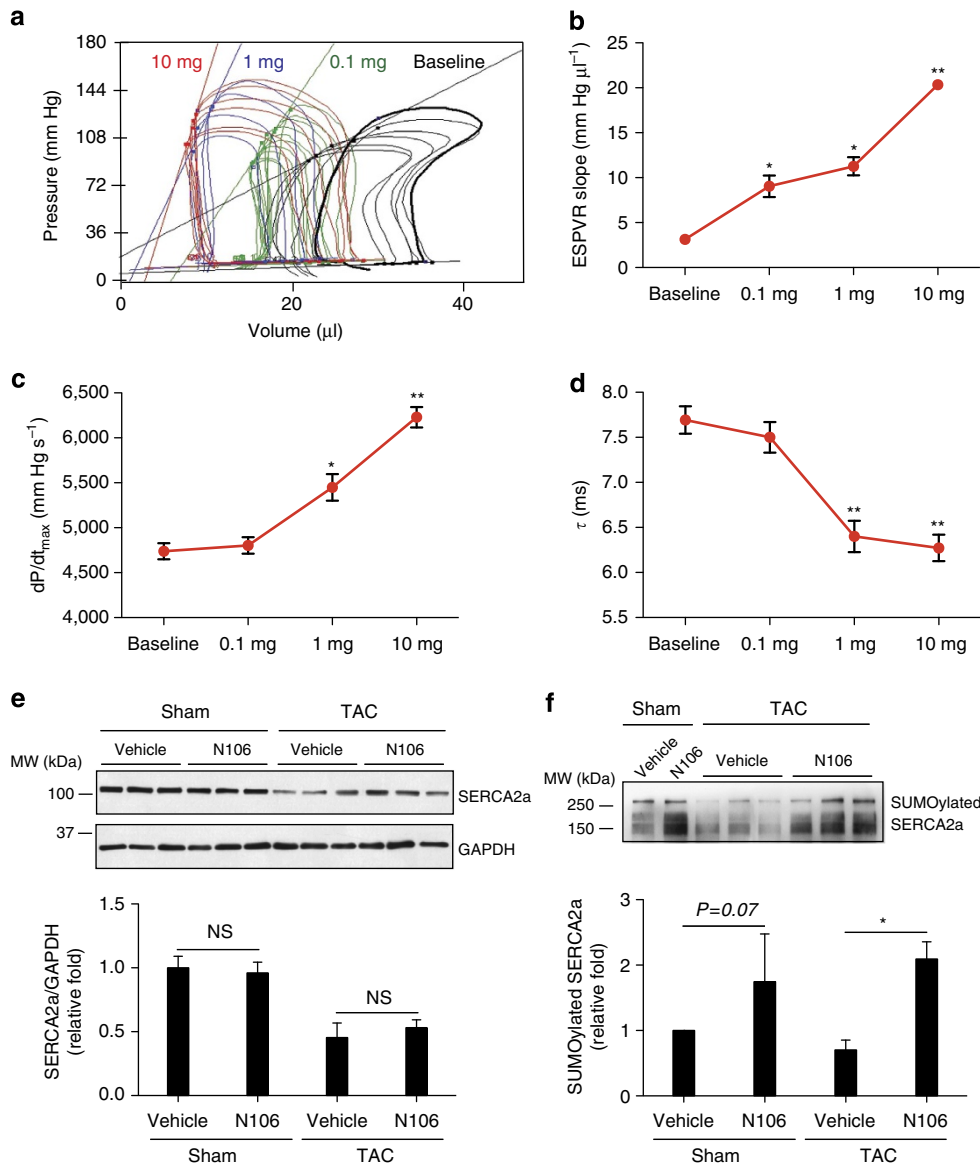 a
180
144
108
72
36
0
Pressure (mm Hg)
10 mg 1 mg 0.1 mg Baseline
0 20 40
Volume (μl)
b
25
20
15
10
5
0
ESPVR slope (mm Hg μl⁻¹)
*
*
**
Baseline 0.1 mg 1 mg 10 mg
c
6,500
6,000
5,500
5,000
4,500
4,000
dP/dtmax (mm Hg s⁻¹)
*
**
Baseline 0.1 mg 1 mg 10 mg
d
8.0
7.5
7.0
6.5
6.0
5.5
τ (ms)
**
**
Baseline 0.1 mg 1 mg 10 mg
e
Sham TAC
Vehicle N106 Vehicle N106
MW (kDa)
100 SERCA2a
37
GAPDH
1.5
1.0
0.5
0.0
SERCA2a/GAPDH
(relative fold)
NS
NS
Vehicle N106 Vehicle N106
Sham TAC
f
Sham TAC
Vehicle N106 Vehicle N106
MW (kDa)
250 SUMOylated
150 SERCA2a
3
2
1
0
SUMOylated SERCA2a
(relative fold)
P=0.07
*
Vehicle N106 Vehicle N106
Sham TAC